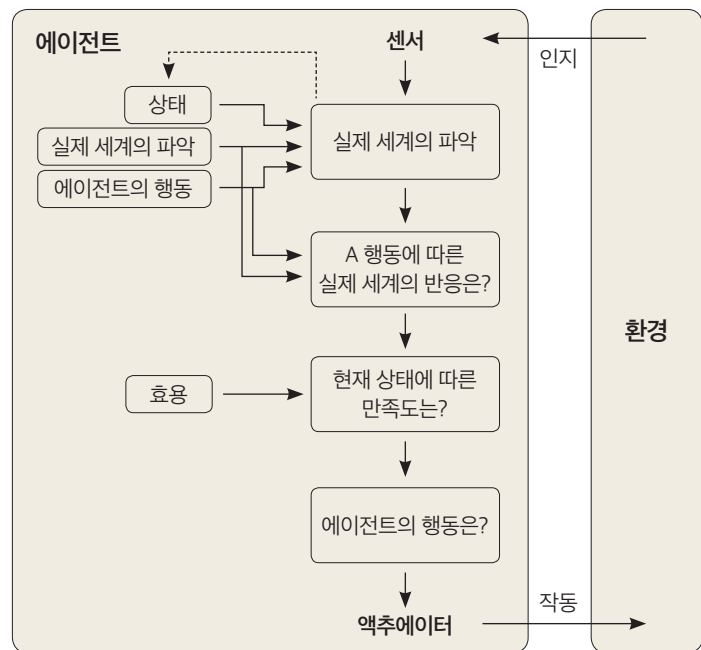 에이전트
센서
인지
상태
실제 세계의 파악
에이전트의 행동
실제 세계의 파악
A 행동에 따른
실제 세계의 반응은?
환경
효용
현재 상태에 따른
만족도는?
에이전트의 행동은?
액추에이터
작동